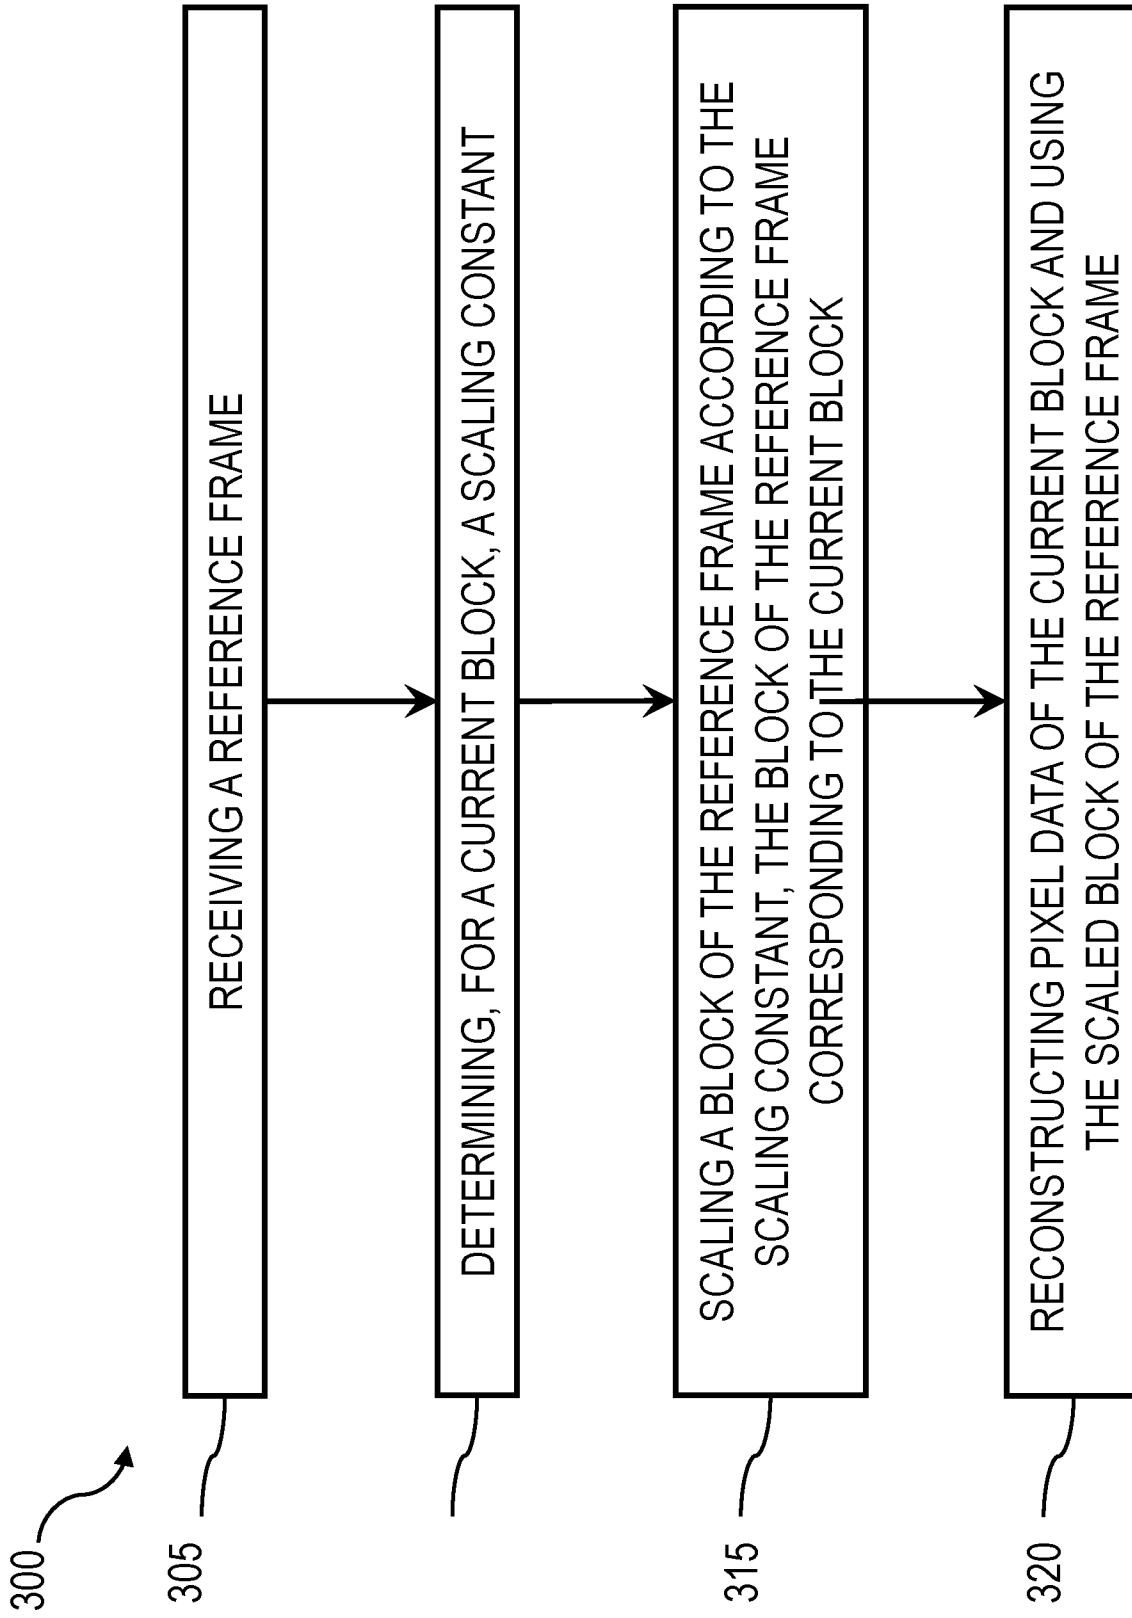 300
305
RECEIVING A REFERENCE FRAME
DETERMINING, FOR A CURRENT BLOCK, A SCALING CONSTANT
315
SCALING A BLOCK OF THE REFERENCE FRAME ACCORDING TO THE
SCALING CONSTANT, THE BLOCK OF THE REFERENCE FRAME
CORRESPONDING TO THE CURRENT BLOCK
320
RECONSTRUCTING PIXEL DATA OF THE CURRENT BLOCK AND USING
THE SCALED BLOCK OF THE REFERENCE FRAME